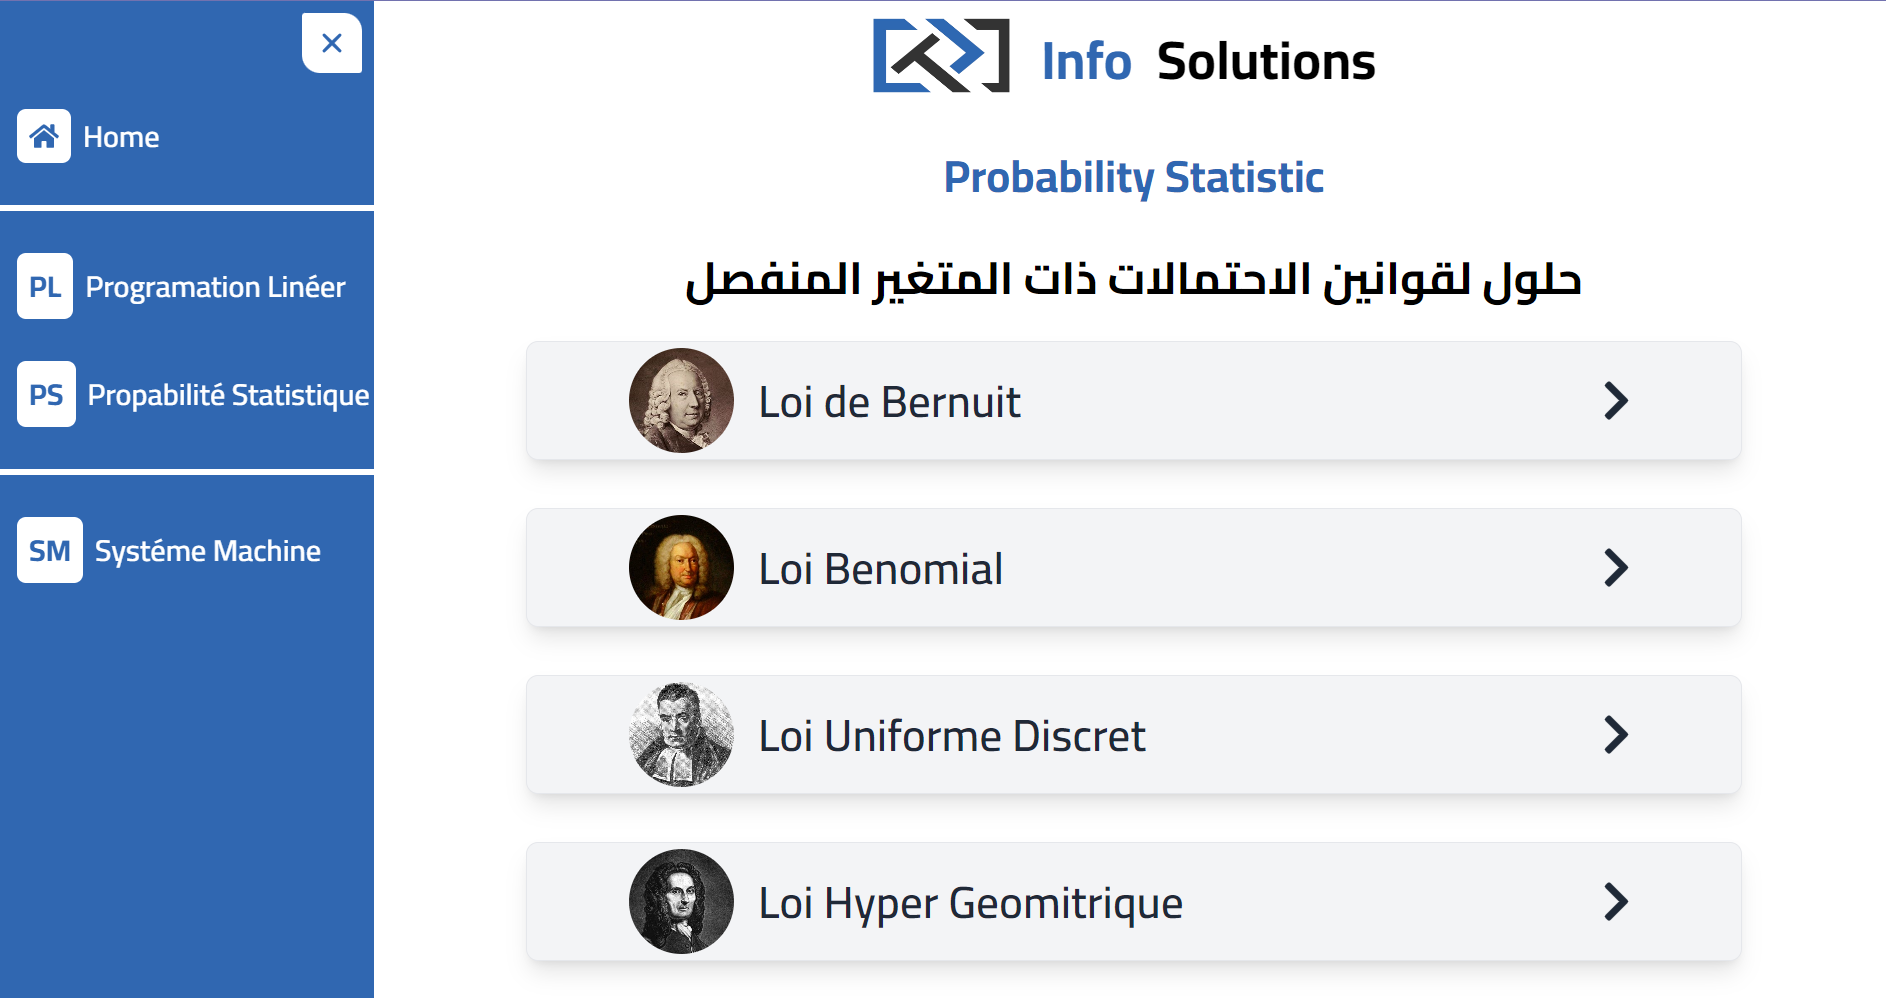 Home
PL Programation Linéer
PS Propabilité Statistique
SM Systéme Machine
Info Solutions
Probability Statistic
حلول لقوانين الاحتمالات ذات المتغير المنفصل
Loi de Bernuit
Loi Benomial
Loi Uniforme Discret
Loi Hyper Geomitrique